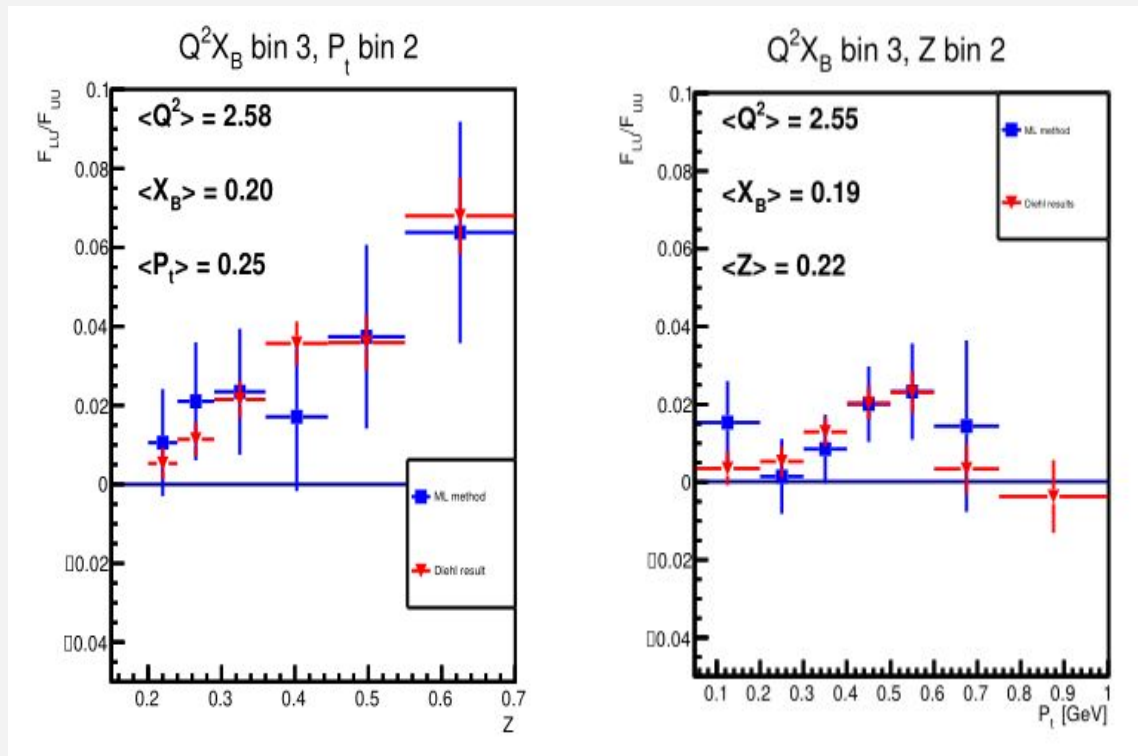 Q²X_B bin 3, P_t bin 2
F_LU/F_UU
0.1
0.08
0.06
0.04
0.02
0
▯0.02
▯0.04
<Q²> = 2.58
<X_B> = 0.20
<P_t> = 0.25
ML method
Diehl result
0.2 0.3 0.4 0.5 0.6 0.7
Z
Q²X_B bin 3, Z bin 2
F_LU/F_UU
0.1
0.08
0.06
0.04
0.02
0
▯0.02
▯0.04
<Q²> = 2.55
<X_B> = 0.19
<Z> = 0.22
ML method
Diehl results
0.1 0.2 0.3 0.4 0.5 0.6 0.7 0.8 0.9 1
P_t [GeV]